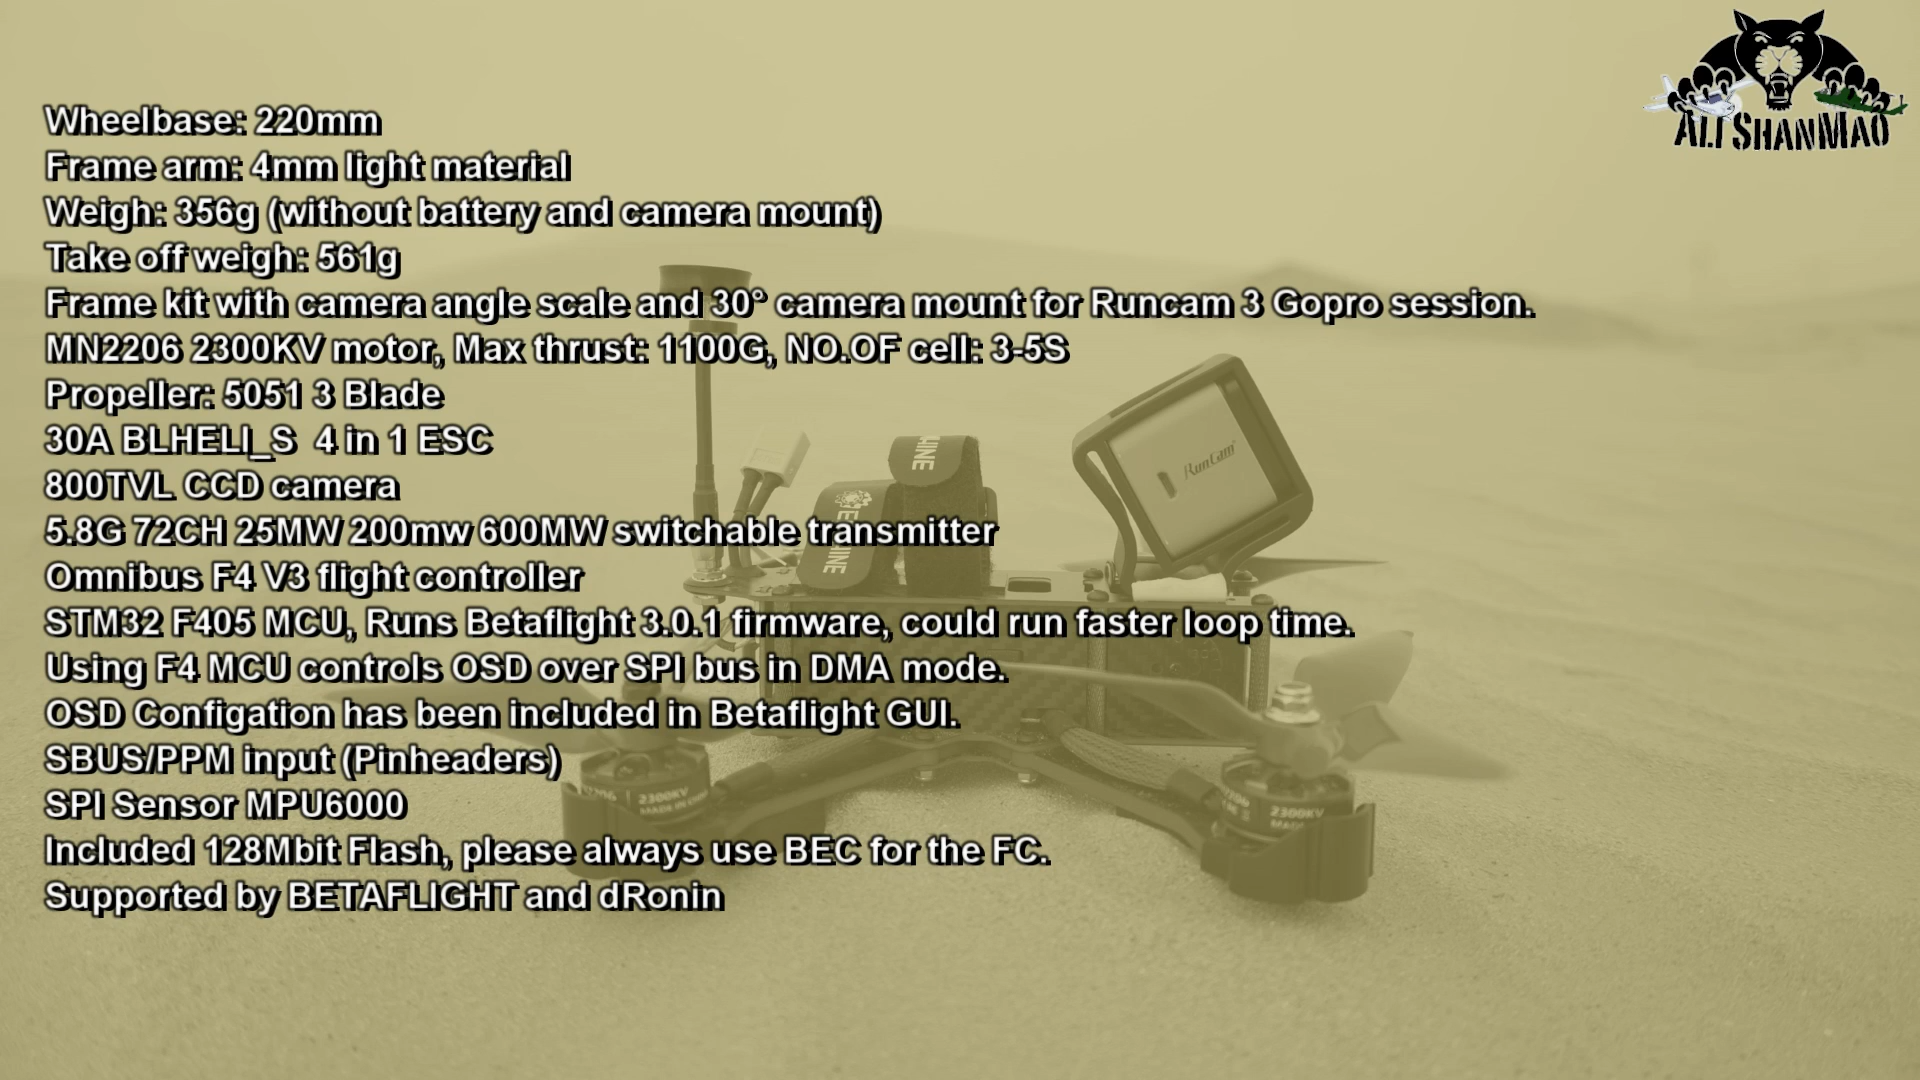 ALI SHANMAO
Wheelbase: 220mm
Frame arm: 4mm light material
Weigh: 356g (without battery and camera mount)
Take off weigh: 561g
Frame kit with camera angle scale and 30° camera mount for Runcam 3 Gopro session.
MN2206 2300KV motor, Max thrust: 1100G, NO.OF cell: 3-5S
Propeller: 5051 3 Blade
30A BLHELI_S  4 in 1 ESC
800TVL CCD camera
5.8G 72CH 25MW 200mw 600MW switchable transmitter
Omnibus F4 V3 flight controller
STM32 F405 MCU, Runs Betaflight 3.0.1 firmware, could run faster loop time.
Using F4 MCU controls OSD over SPI bus in DMA mode.
OSD Configation has been included in Betaflight GUI.
SBUS/PPM input (Pinheaders)
SPI Sensor MPU6000
Included 128Mbit Flash, please always use BEC for the FC.
Supported by BETAFLIGHT and dRonin
RunCam
2300KV
2300KV